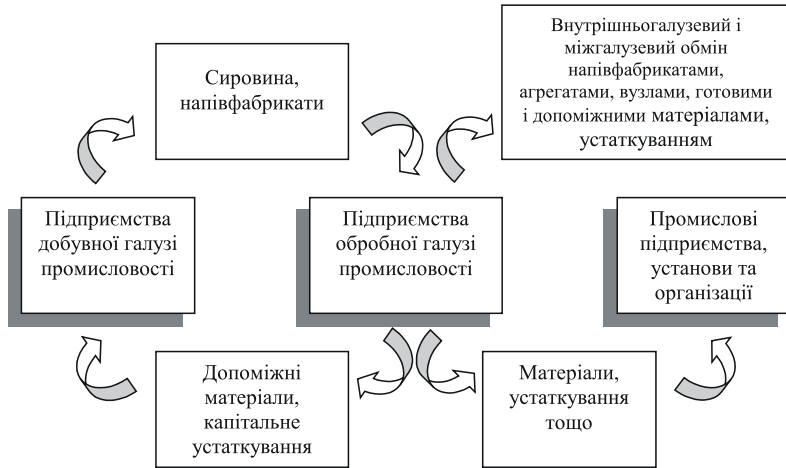 Сировина,
напівфабрикати
Внутрішньогалузевий і
міжгалузевий обмін
напівфабрикатами,
агрегатами, вузлами, готовими
і допоміжними матеріалами,
устаткуванням
Підприємства
добувної галузі
промисловості
Підприємства
обробної галузі
промисловості
Промислові
підприємства,
установи та
організації
Допоміжні
матеріали,
капітальне
устаткування
Матеріали,
устаткування
тощо